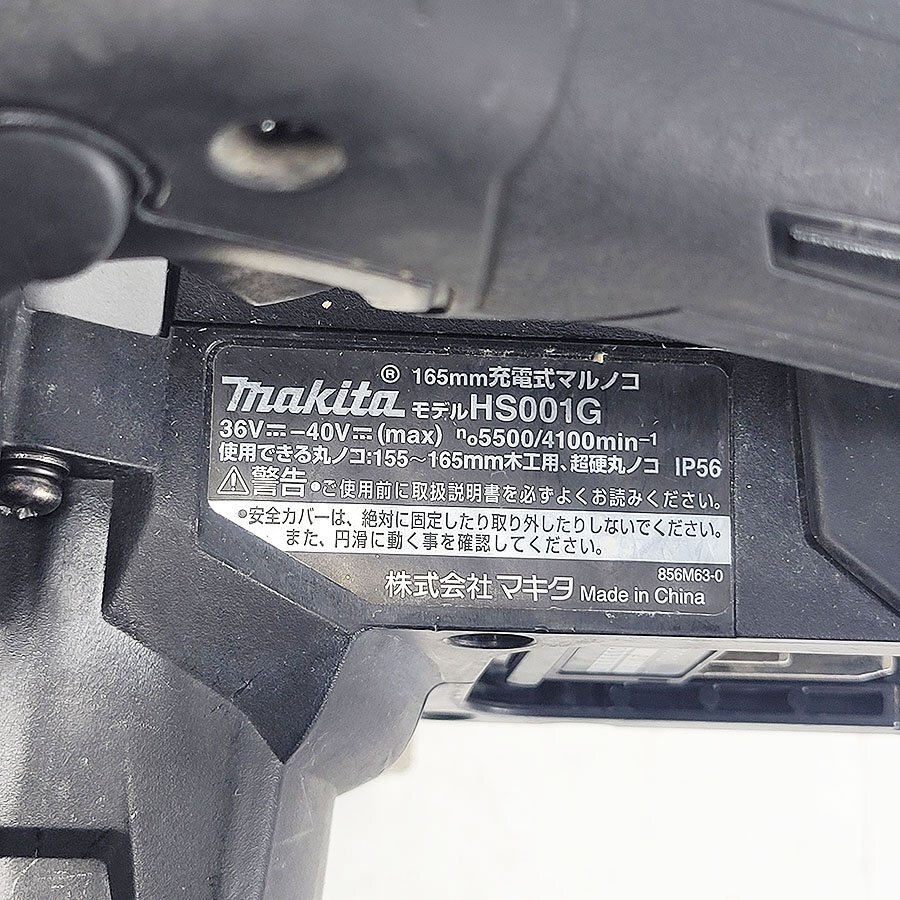 ® 165mm充電式マルノコ
makita モデルHS001G
36V⎓–40V⎓(max) n₀5500/4100min⁻¹
使用できる丸ノコ:155～165mm木工用、超硬丸ノコ IP56
⚠警告 •ご使用前に取扱説明書を必ずよくお読みください。
•安全カバーは、絶対に固定したり取り外したりしないでください。
また、円滑に動く事を確認してください。
856M63-0
株式会社マキタ Made in China